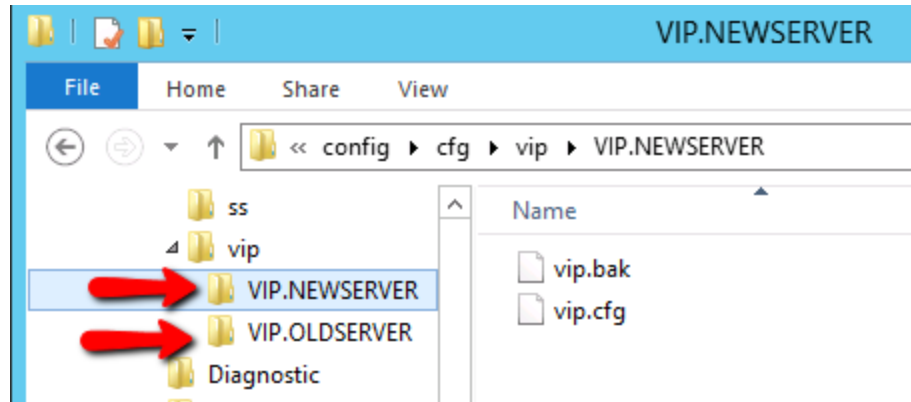 VIP.NEWSERVER
File Home Share View
« config ▸ cfg ▸ vip ▸ VIP.NEWSERVER
ss
Name
vip
vip.bak
VIP.NEWSERVER
vip.cfg
VIP.OLDSERVER
Diagnostic